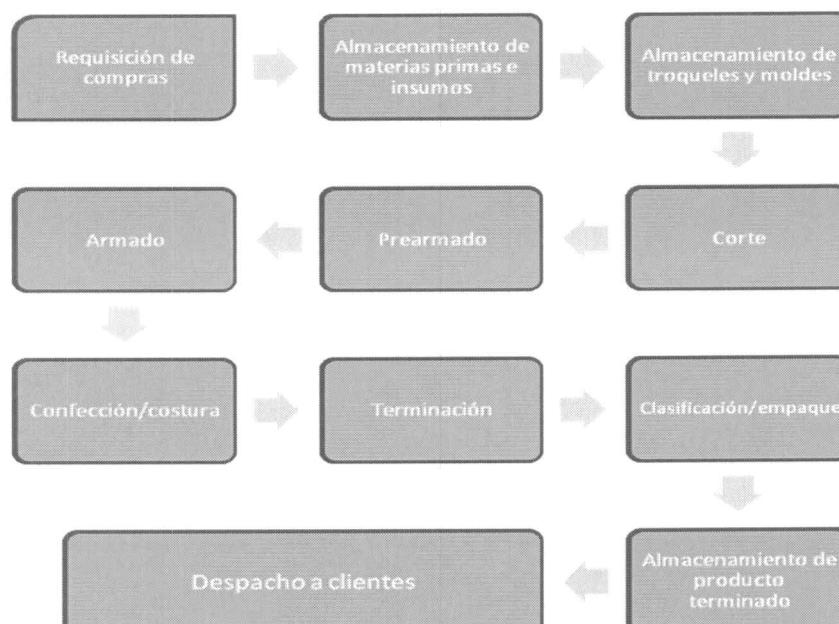 Requisición de
compras
Almacenamiento de
materias primas e
insumos
Almacenamiento de
troqueles y moldes
Corte
Prearmado
Armado
Confección/costura
Terminación
Clasificación/empaque
Almacenamiento de
producto
terminado
Despacho a clientes